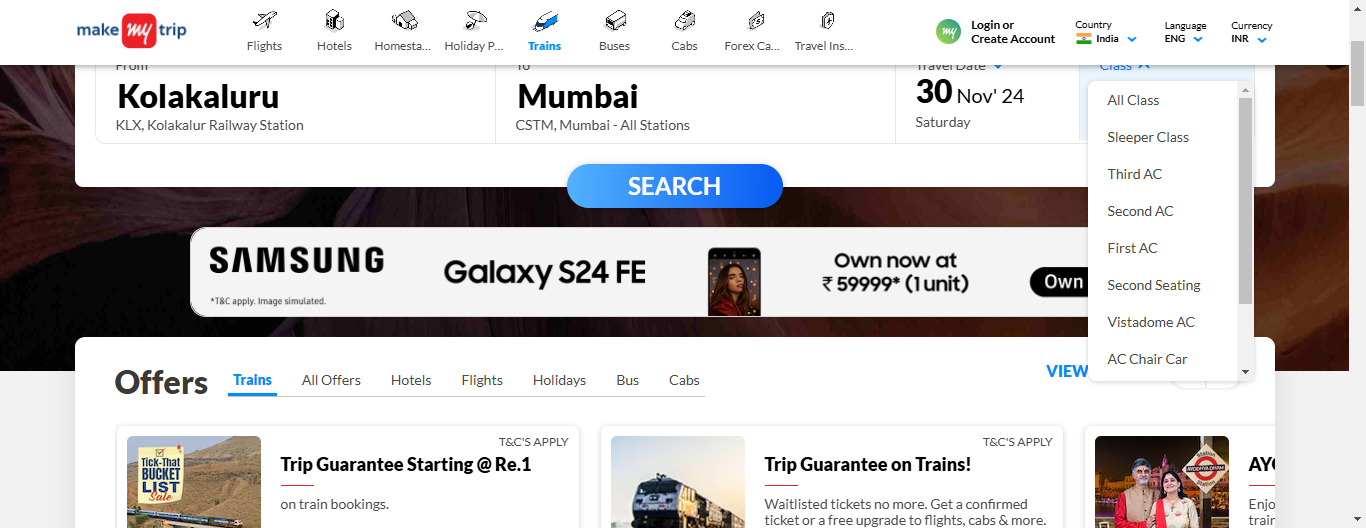 make my trip
Flights
Hotels
Homesta...
Holiday P...
Trains
Buses
Cabs
Forex Ca...
Travel Ins...
my
Login or
Create Account
Country
India
Language
ENG
Currency
INR
From
To
Travel Date
Class
Kolakaluru
KLX, Kolakalur Railway Station
Mumbai
CSTM, Mumbai - All Stations
30 Nov' 24
Saturday
All Class
Sleeper Class
Third AC
Second AC
First AC
Second Seating
Vistadome AC
AC Chair Car
SEARCH
SAMSUNG
*T&C apply. Image simulated.
Galaxy S24 FE
Own now at
₹ 59999* (1 unit)
Own
Offers
Trains
All Offers
Hotels
Flights
Holidays
Bus
Cabs
VIEW
TICK-THAT
BUCKET
LIST
Sale
T&C'S APPLY
Trip Guarantee Starting @ Re.1
on train bookings.
T&C'S APPLY
Trip Guarantee on Trains!
Waitlisted tickets no more. Get a confirmed
ticket or a free upgrade to flights, cabs & more.
Station
AYODHYA DHAM
Station
AYO
Enjo
train